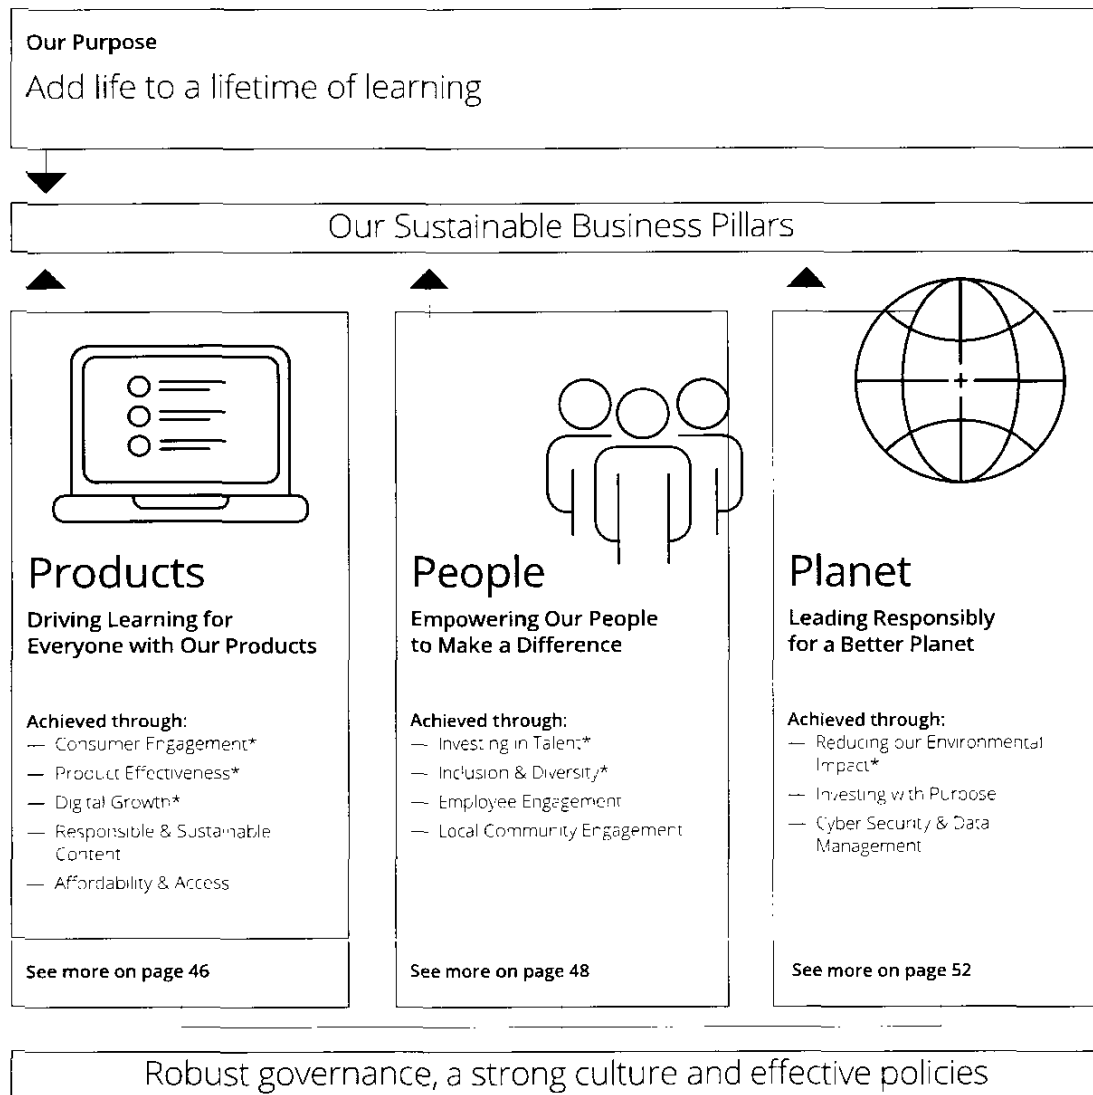 Our Purpose
Add life to a lifetime of learning
Our Sustainable Business Pillars
Products
Driving Learning for
Everyone with Our Products
Achieved through:
— Consumer Engagement*
— Product Effectiveness*
— Digital Growth*
— Responsible & Sustainable
Content
— Affordability & Access
See more on page 46
People
Empowering Our People
to Make a Difference
Achieved through:
— Investing in Talent*
— Inclusion & Diversity*
— Employee Engagement
— Local Community Engagement
See more on page 48
Planet
Leading Responsibly
for a Better Planet
Achieved through:
— Reducing our Environmental
Impact*
— Investing with Purpose
— Cyber Security & Data
Management
See more on page 52
Robust governance, a strong culture and effective policies